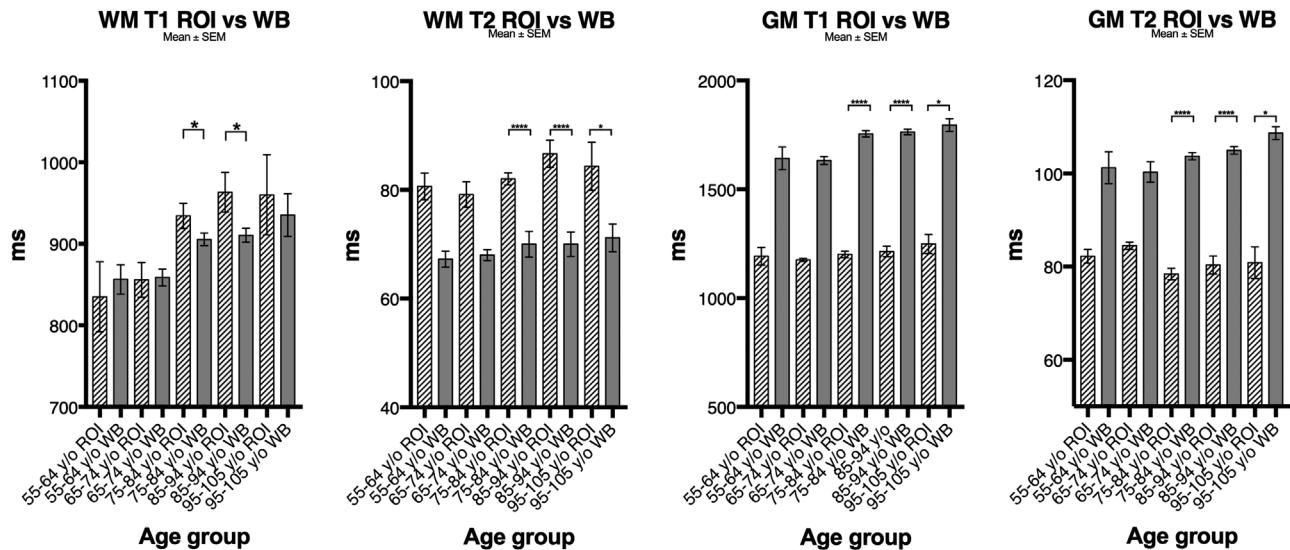 WM T1 ROI vs WB
Mean ± SEM
1100
1000
900
800
700
ms
*
*
55-64 y/o ROI
55-64 y/o WB
65-74 y/o ROI
65-74 y/o WB
75-84 y/o ROI
75-84 y/o WB
85-94 y/o ROI
85-94 y/o WB
95-105 y/o ROI
95-105 y/o WB
Age group
WM T2 ROI vs WB
Mean ± SEM
100
80
60
40
ms
****
****
*
55-64 y/o ROI
55-64 y/o WB
65-74 y/o ROI
65-74 y/o WB
75-84 y/o ROI
75-84 y/o WB
85-94 y/o ROI
85-94 y/o WB
95-105 y/o ROI
95-105 y/o WB
Age group
GM T1 ROI vs WB
Mean ± SEM
2000
1500
1000
500
ms
****
****
*
55-64 y/o ROI
55-64 y/o WB
65-74 y/o ROI
65-74 y/o WB
75-84 y/o ROI
75-84 y/o WB
85-94 y/o
85-94 y/o WB
95-105 y/o ROI
95-105 y/o WB
Age group
GM T2 ROI vs WB
Mean ± SEM
120
100
80
60
ms
****
****
*
55-64 y/o ROI
55-64 y/o WB
65-74 y/o ROI
65-74 y/o WB
75-84 y/o ROI
75-84 y/o WB
85-94 y/o ROI
85-94 y/o WB
95-105 y/o ROI
95-105 y/o WB
Age group